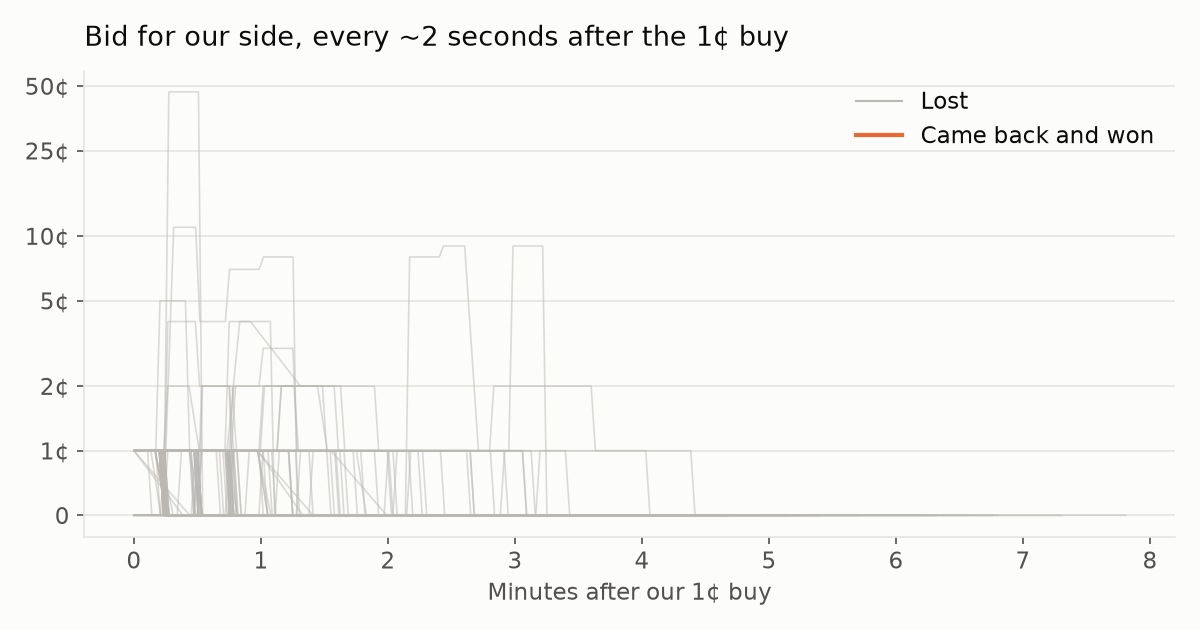 Bid for our side, every ~2 seconds after the 1¢ buy
50¢
25¢
10¢
5¢
2¢
1¢
0
Lost
Came back and won
0 1 2 3 4 5 6 7 8
Minutes after our 1¢ buy